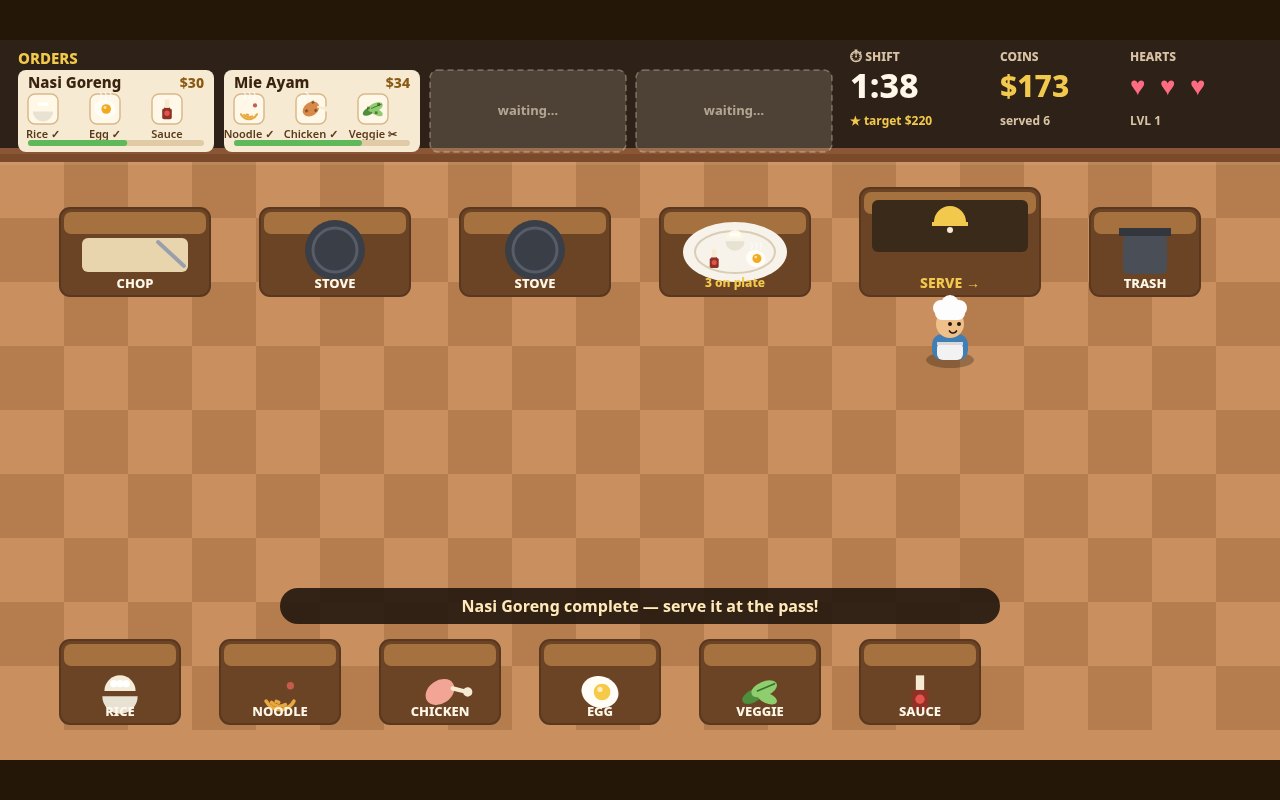 ORDERS
Nasi Goreng $30
Rice ✓ Egg ✓ Sauce
Mie Ayam $34
Noodle ✓ Chicken ✓ Veggie ✂
waiting...
waiting...
⏱ SHIFT
1:38
★ target $220
COINS
$173
served 6
HEARTS
♥ ♥ ♥
LVL 1
CHOP
STOVE
STOVE
3 on plate
SERVE →
TRASH
Nasi Goreng complete — serve it at the pass!
RICE
NOODLE
CHICKEN
EGG
VEGGIE
SAUCE